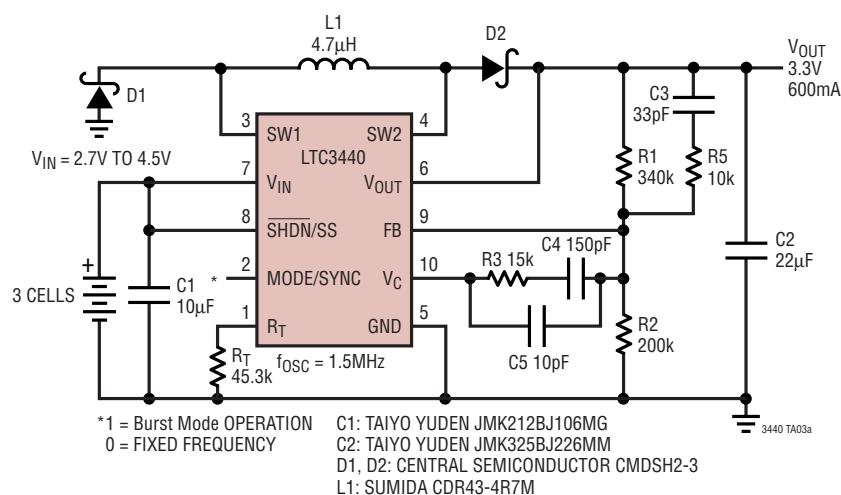 L1
4.7µH
D2
VOUT
3.3V
600mA
D1
C3
33pF
3
4
SW1
SW2
LTC3440
R1
340k
R5
10k
VIN = 2.7V TO 4.5V
7
6
VIN
VOUT
8
9
SHDN/SS
FB
C2
22µF
R3 15k
C4 150pF
+
3 CELLS
C1
10µF
*
2
10
MODE/SYNC
VC
1
5
RT
GND
C5 10pF
R2
200k
RT
45.3k
fOSC = 1.5MHz
*1 = Burst Mode OPERATION
0 = FIXED FREQUENCY
C1: TAIYO YUDEN JMK212BJ106MG
C2: TAIYO YUDEN JMK325BJ226MM
D1, D2: CENTRAL SEMICONDUCTOR CMDSH2-3
L1: SUMIDA CDR43-4R7M
3440 TA03a